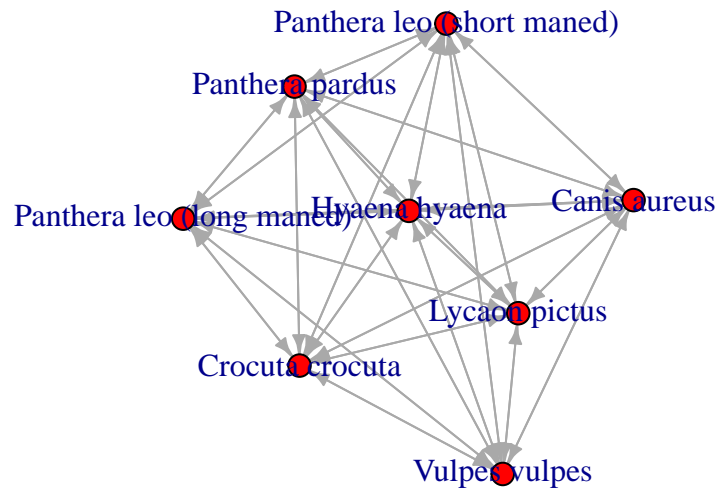 Panthera leo (short maned)
Panthera pardus
Hyaena hyaena
Canis aureus
Panthera leo (long maned)
Lycaon pictus
Crocuta crocuta
Vulpes vulpes